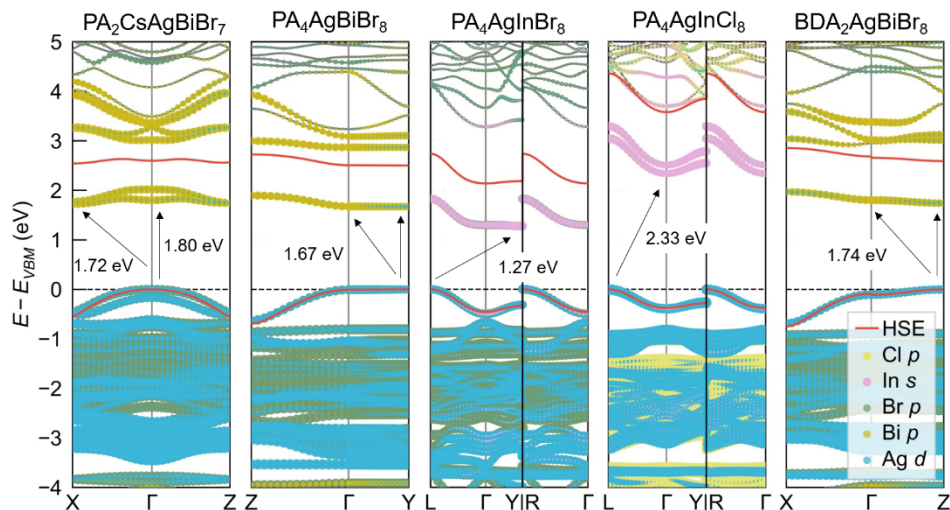 PA₂CsAgBiBr₇ PA₄AgBiBr₈ PA₄AgInBr₈ PA₄AgInCl₈ BDA₂AgBiBr₈
E − E_VBM (eV)
5
4
3
2
1
0
−1
−2
−3
−4
1.72 eV
1.80 eV
1.67 eV
1.27 eV
2.33 eV
1.74 eV
HSE
Cl p
In s
Br p
Bi p
Ag d
X Γ Z Z Γ Y L Γ Y|R Γ L Γ Y|R Γ X Γ Z